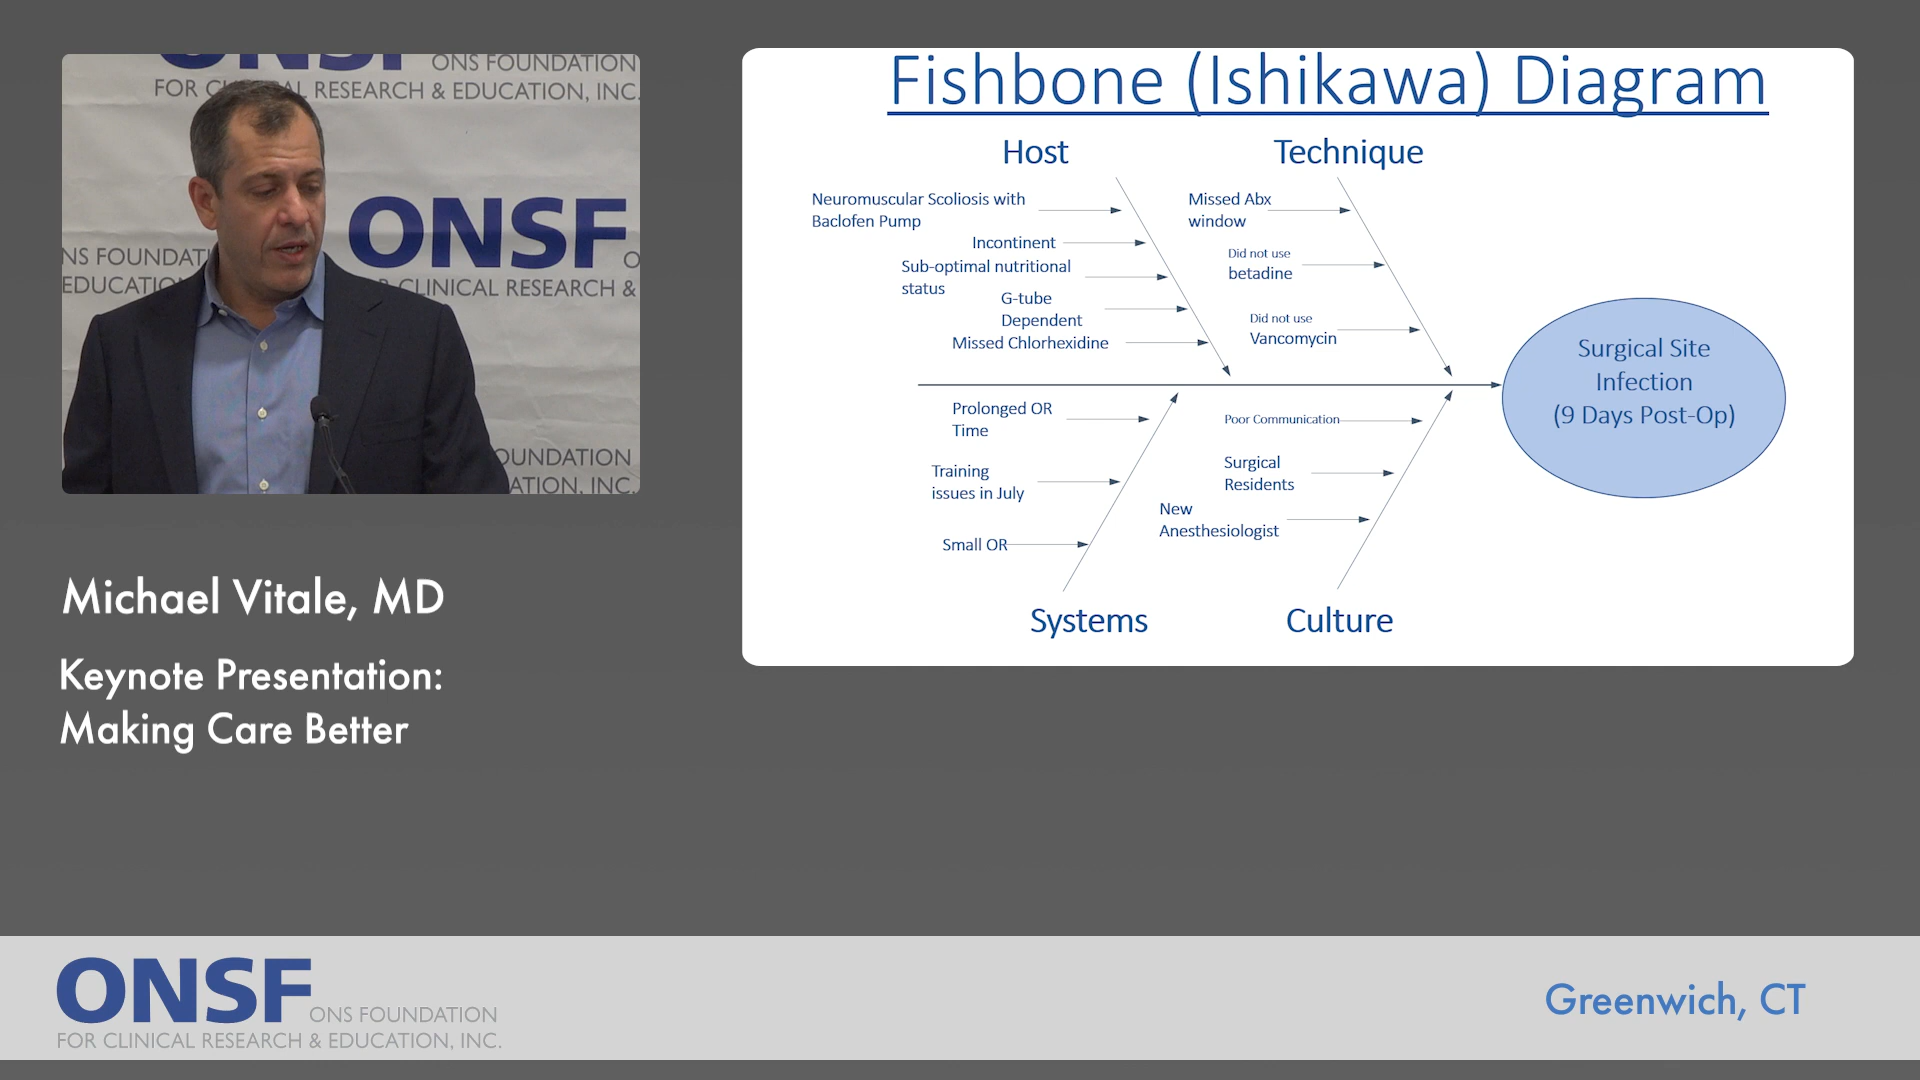 ONSF ONS FOUNDATION
FOR CLINICAL RESEARCH & EDUCATION, INC.
ONSF
NS FOUNDATI
EDUCATIO
CLINICAL RESEARCH &
OUNDATION
ATION, INC.
Michael Vitale, MD
Keynote Presentation:
Making Care Better
Fishbone (Ishikawa) Diagram
Host
Neuromuscular Scoliosis with
Baclofen Pump
Incontinent
Sub-optimal nutritional
status
G-tube
Dependent
Missed Chlorhexidine
Technique
Missed Abx
window
Did not use
betadine
Did not use
Vancomycin
Prolonged OR
Time
Training
issues in July
Small OR
Systems
Poor Communication
Surgical
Residents
New
Anesthesiologist
Culture
Surgical Site
Infection
(9 Days Post-Op)
ONSF ONS FOUNDATION
FOR CLINICAL RESEARCH & EDUCATION, INC.
Greenwich, CT